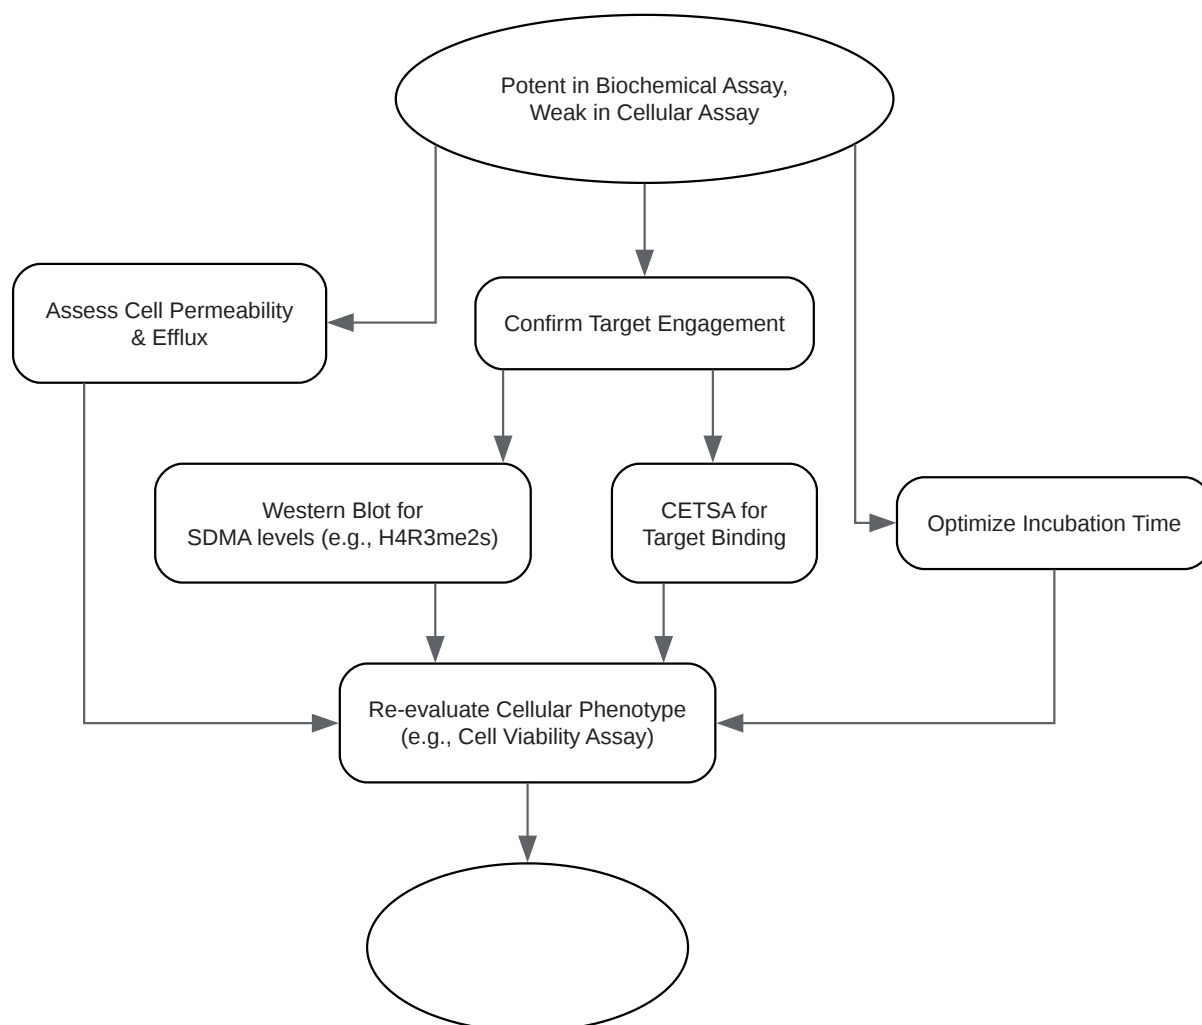 Potent in Biochemical Assay,
Weak in Cellular Assay
Assess Cell Permeability
& Efflux
Confirm Target Engagement
Western Blot for
SDMA levels (e.g., H4R3me2s)
CETSA for
Target Binding
Optimize Incubation Time
Re-evaluate Cellular Phenotype
(e.g., Cell Viability Assay)